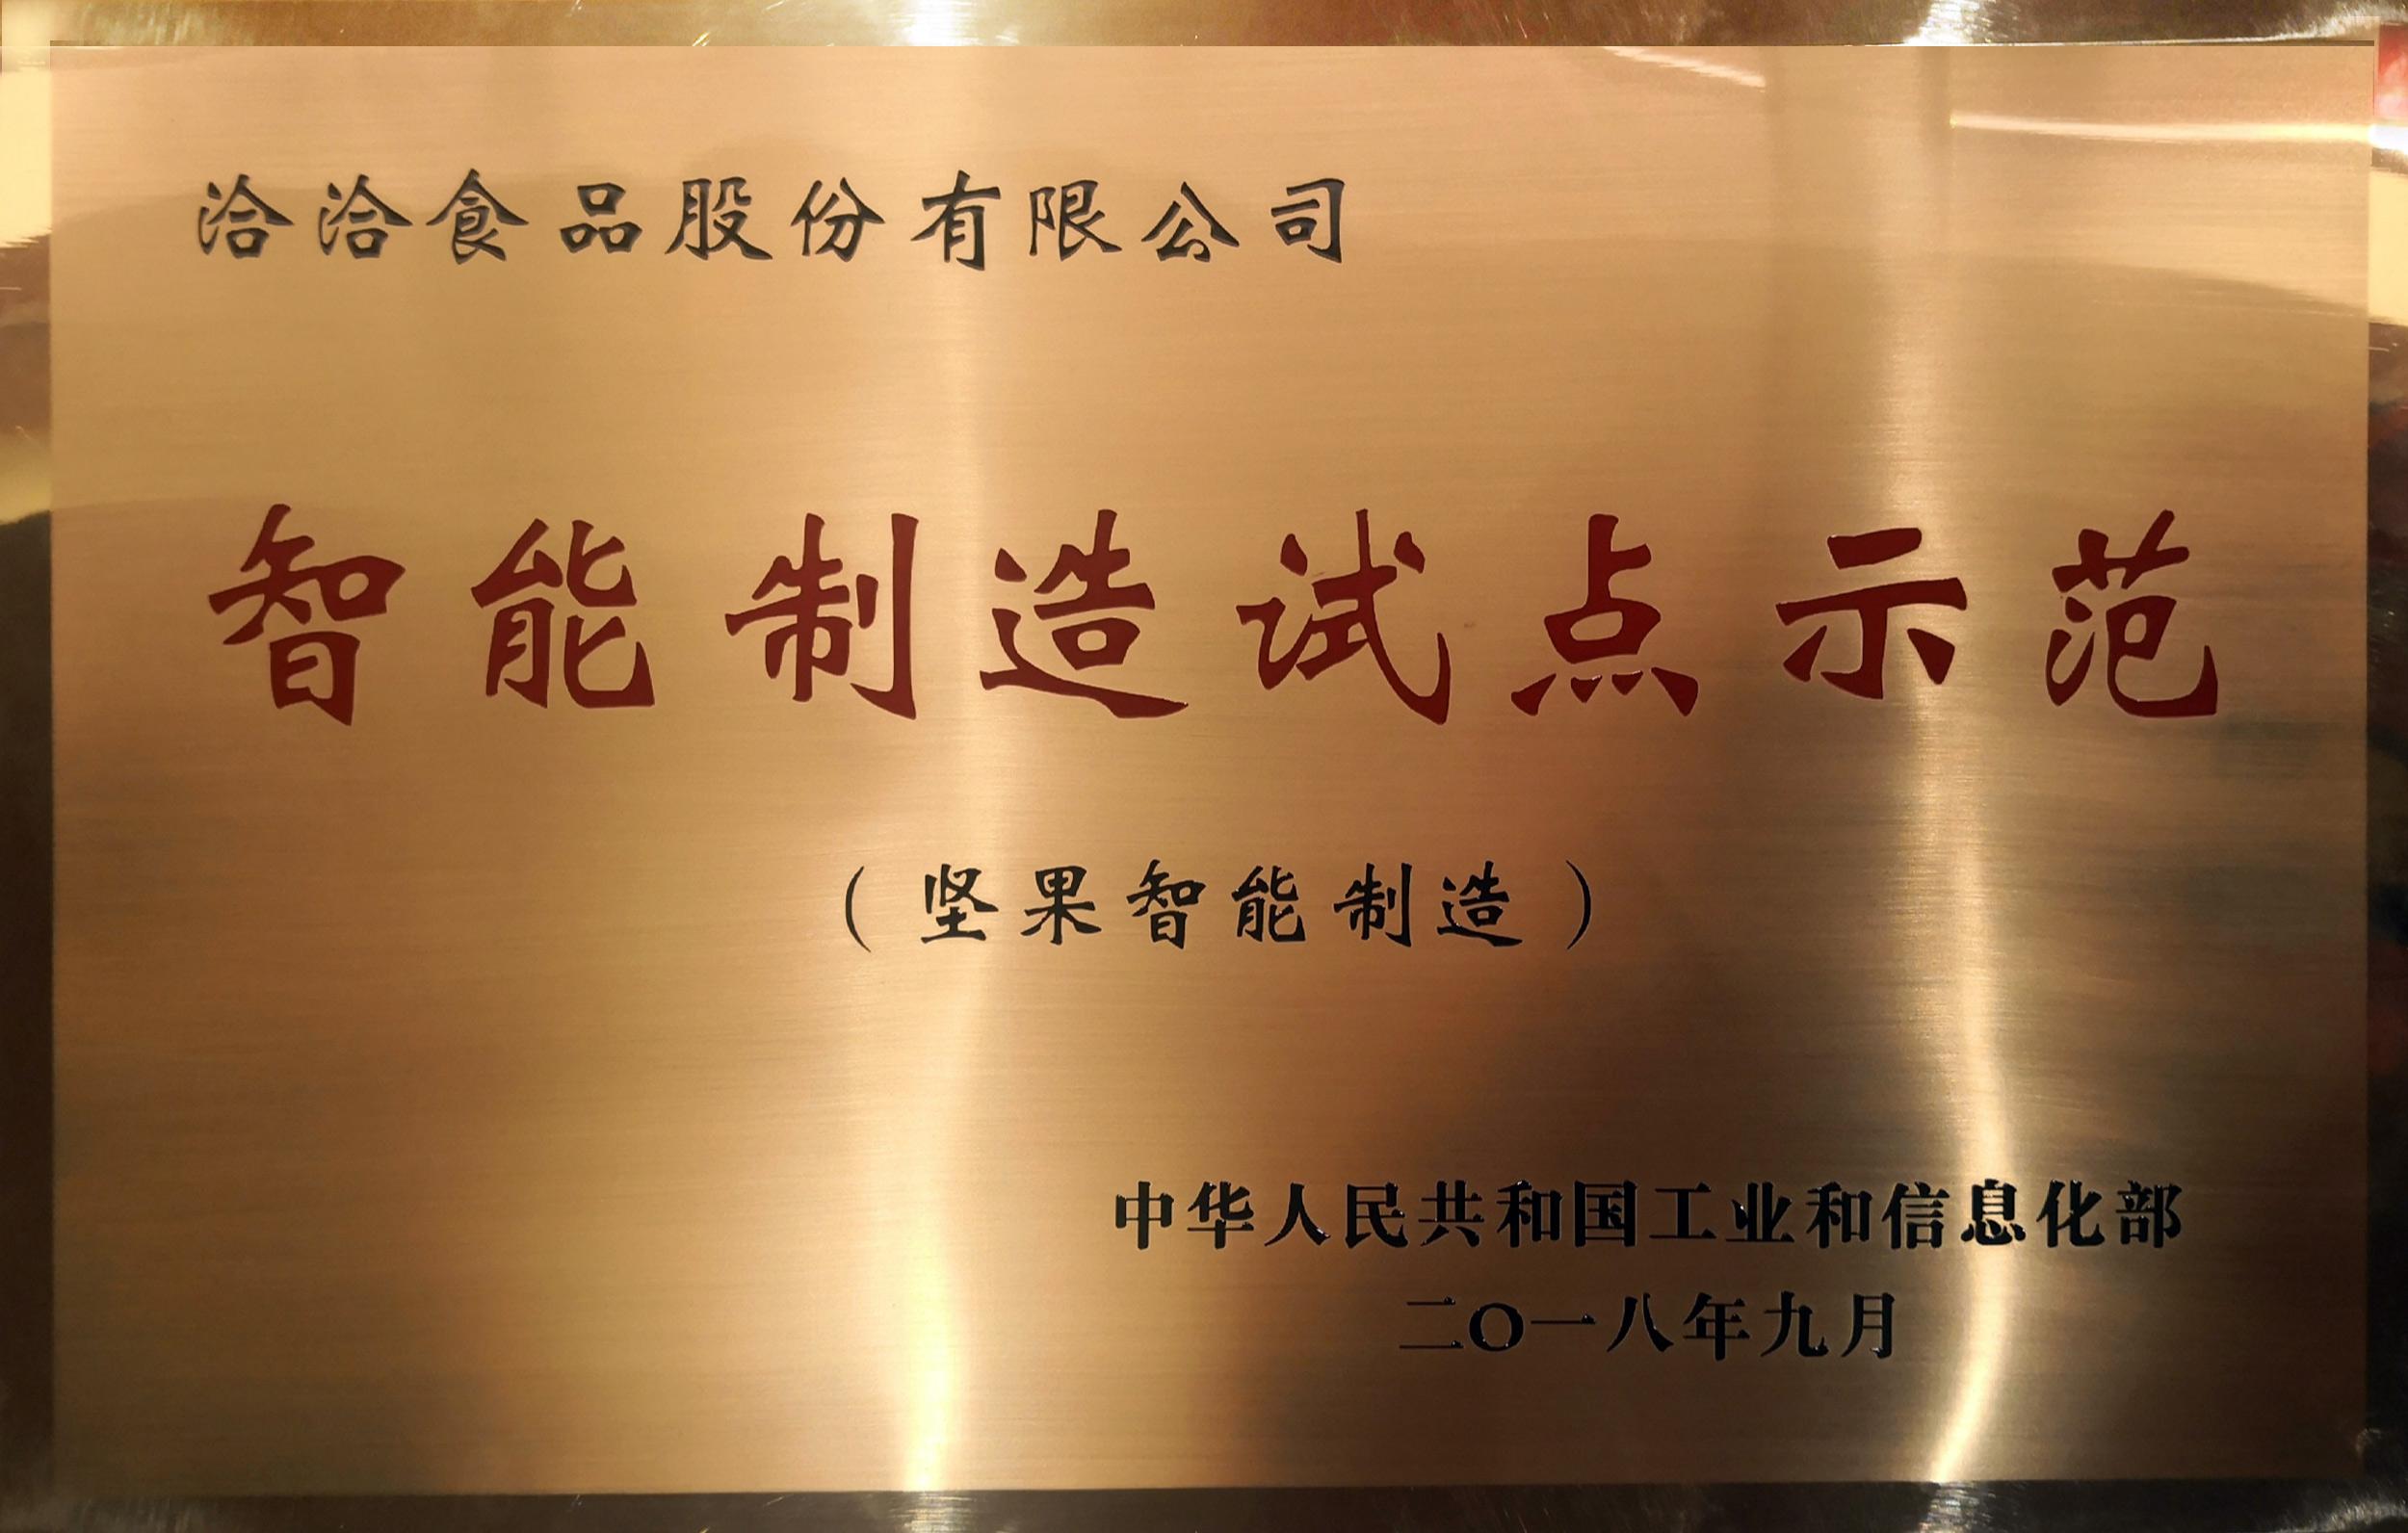 洽洽食品股份有限公司
智能制造试点示范
（坚果智能制造）
中华人民共和国工业和信息化部
二〇一八年九月